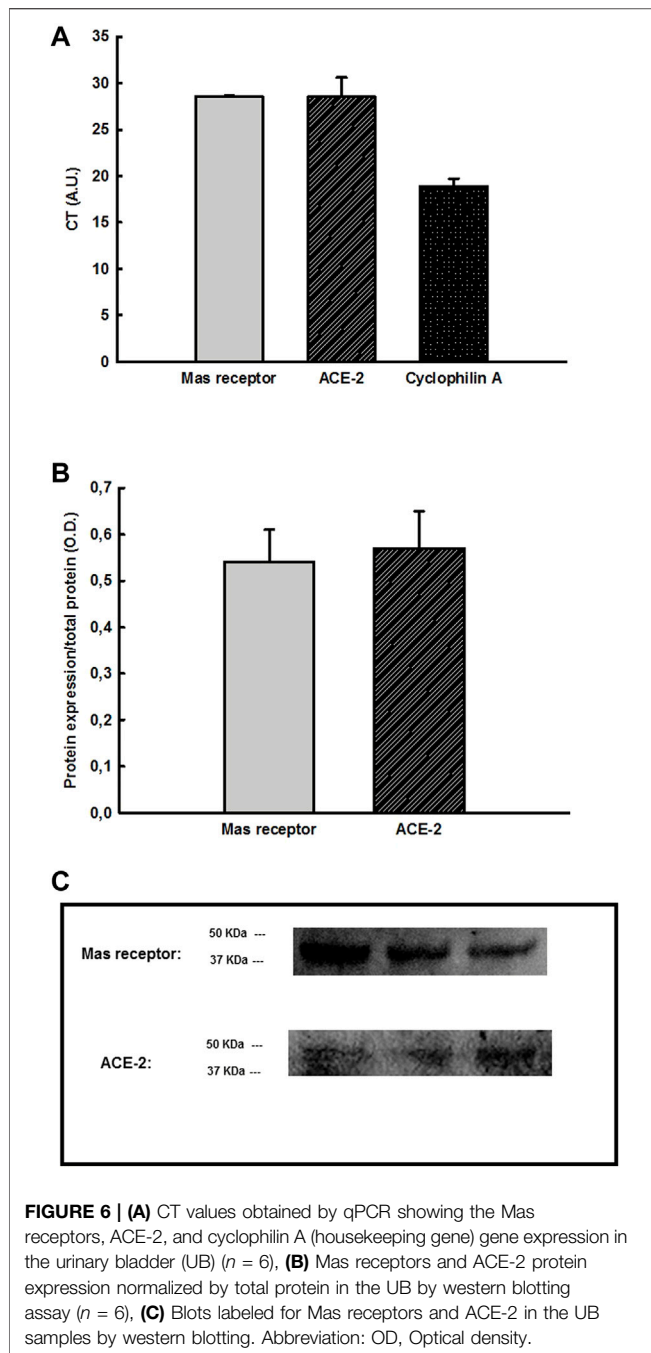 A
35
30
25
20
15
10
5
0
CT (A.U.)
Mas receptor ACE-2 Cyclophilin A
B
0,7
0,6
0,5
0,4
0,3
0,2
0,1
0,0
Protein expression/total protein (O.D.)
Mas receptor ACE-2
C
Mas receptor:
50 KDa ---
37 KDa ---
ACE-2:
50 KDa ---
37 KDa ---
FIGURE 6 | (A) CT values obtained by qPCR showing the Mas
receptors, ACE-2, and cyclophilin A (housekeeping gene) gene expression in
the urinary bladder (UB) (n = 6), (B) Mas receptors and ACE-2 protein
expression normalized by total protein in the UB by western blotting
assay (n = 6), (C) Blots labeled for Mas receptors and ACE-2 in the UB
samples by western blotting. Abbreviation: OD, Optical density.